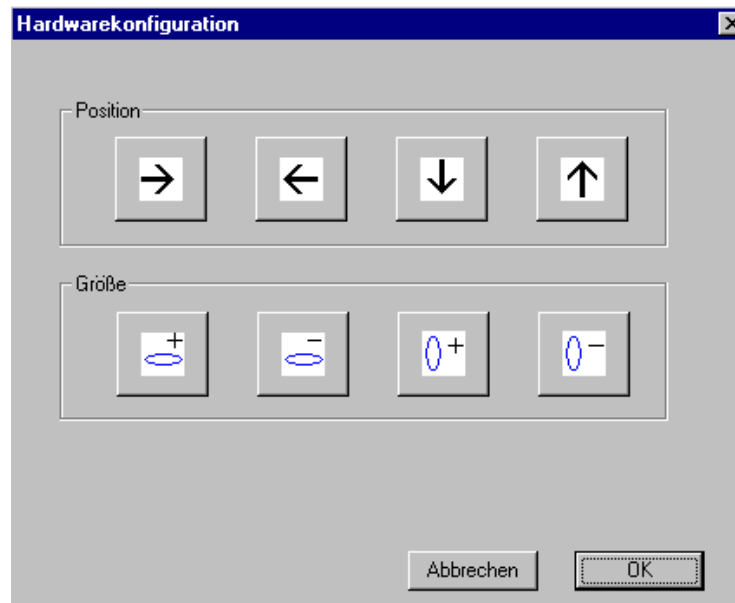 Hardwarekonfiguration
Position
Größe
+
-
+
-
Abbrechen
OK